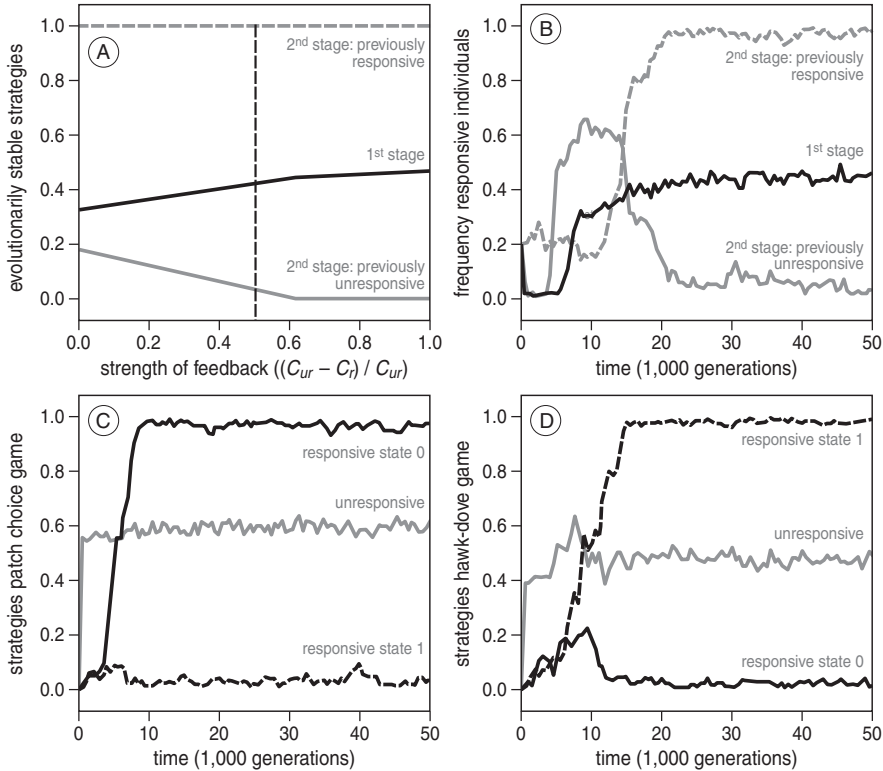 A
evolutionarily stable strategies
1.0
0.8
0.6
0.4
0.2
0.0
2nd stage: previously
responsive
1st stage
2nd stage: previously
unresponsive
0.0 0.2 0.4 0.6 0.8 1.0
strength of feedback ((Cur – Cr) / Cur)
B
frequency responsive individuals
1.0
0.8
0.6
0.4
0.2
0.0
2nd stage: previously
responsive
1st stage
2nd stage: previously
unresponsive
0 10 20 30 40 50
time (1,000 generations)
C
strategies patch choice game
1.0
0.8
0.6
0.4
0.2
0.0
responsive state 0
unresponsive
responsive state 1
0 10 20 30 40 50
time (1,000 generations)
D
strategies hawk-dove game
1.0
0.8
0.6
0.4
0.2
0.0
responsive state 1
unresponsive
responsive state 0
0 10 20 30 40 50
time (1,000 generations)